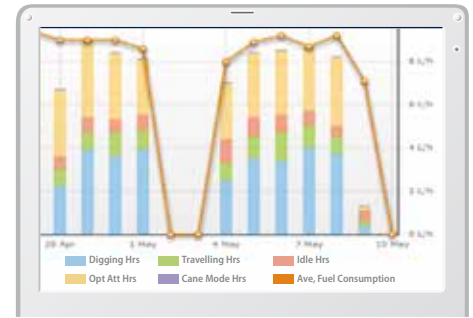 8 L/h
6 L/h
4 L/h
2 L/h
0 L/h
28 Apr 1 May 4 May 7 May 10 May
Digging Hrs Travelling Hrs Idle Hrs
Opt Att Hrs Cane Mode Hrs Ave, Fuel Consumption